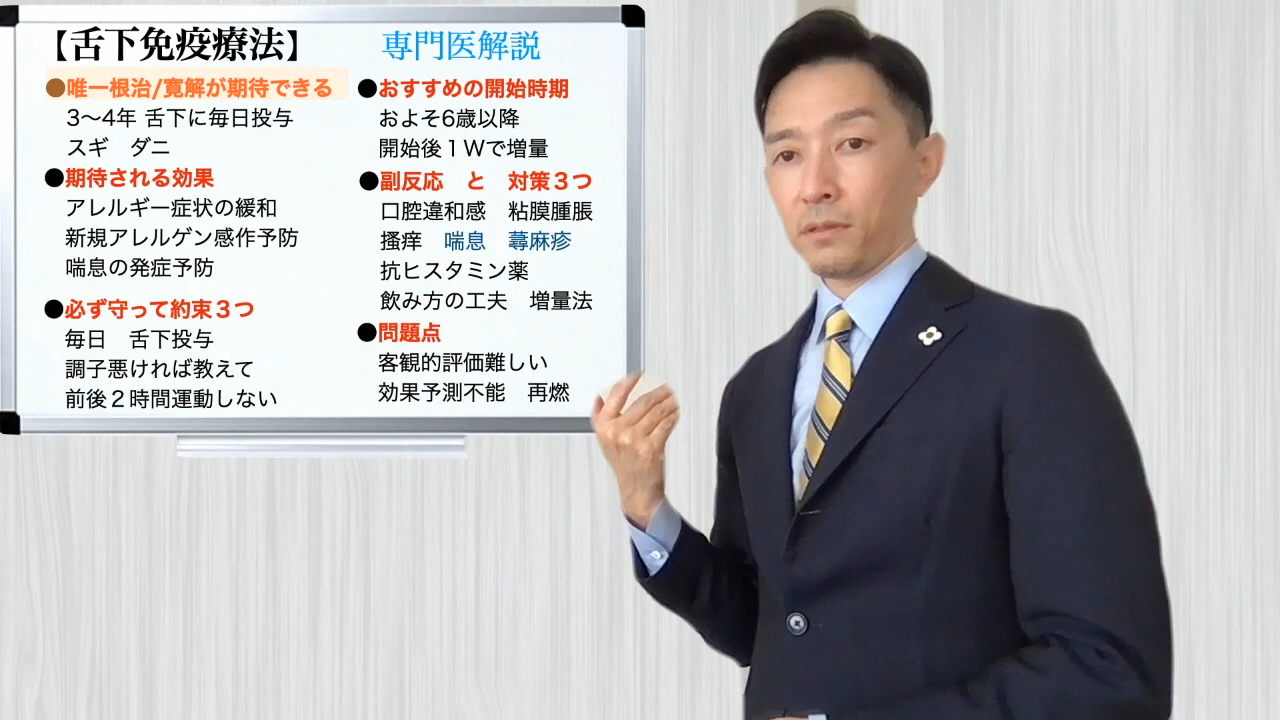 【舌下免疫療法】 専門医解説
●唯一根治/寛解が期待できる
3〜4年 舌下に毎日投与
スギ ダニ
●期待される効果
アレルギー症状の緩和
新規アレルゲン感作予防
喘息の発症予防
●必ず守って約束３つ
毎日 舌下投与
調子悪ければ教えて
前後２時間運動しない
●おすすめの開始時期
およそ6歳以降
開始後１Wで増量
●副反応 と 対策３つ
口腔違和感 粘膜腫脹
搔痒 喘息 蕁麻疹
抗ヒスタミン薬
飲み方の工夫 増量法
●問題点
客観的評価難しい
効果予測不能 再燃